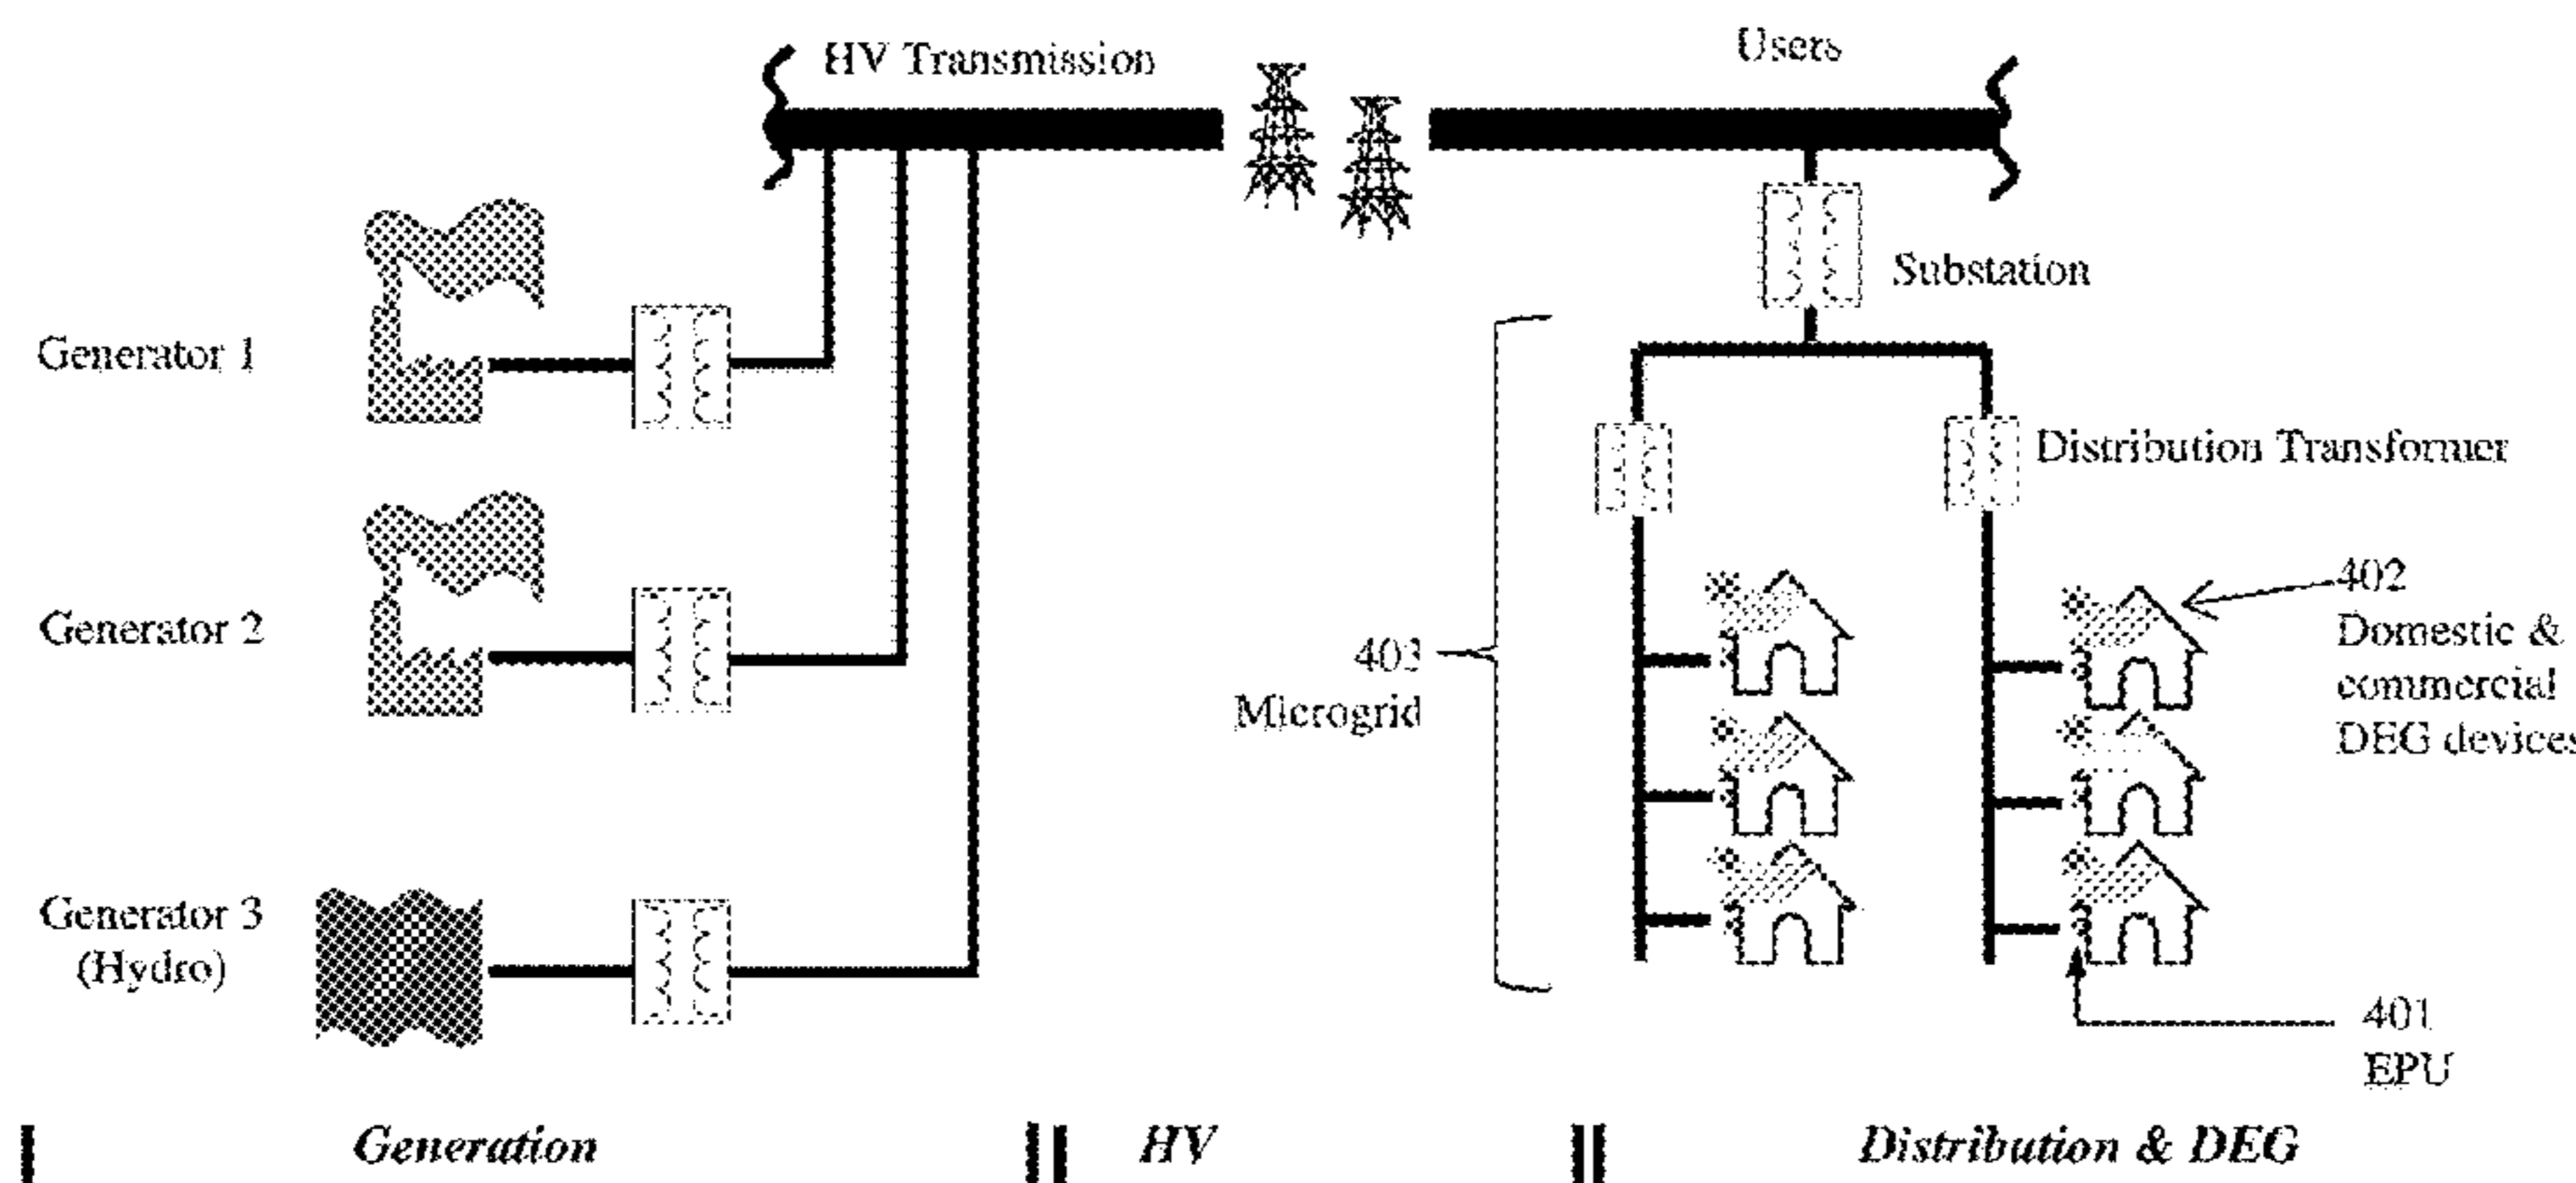 HV Transmission
Users
Substation
Generator 1
Distribution Transformer
402
Domestic &
commercial
DEG devices
Generator 2
403
Microgrid
Generator 3
(Hydro)
401
EPU
Generation
HV
Distribution & DEG